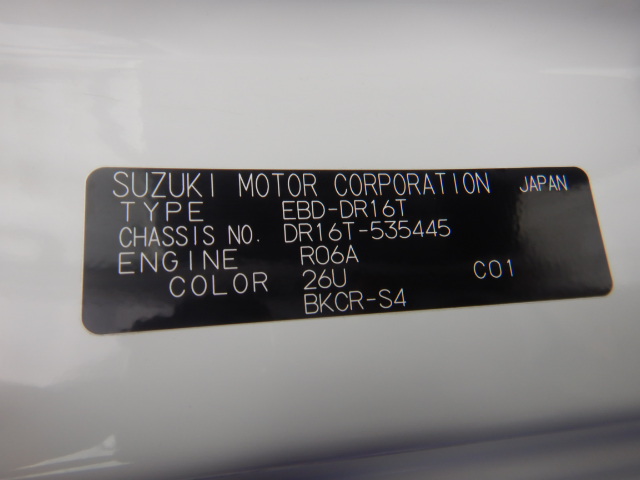 SUZUKI MOTOR CORPORATION JAPAN
TYPE EBD-DR16T
CHASSIS NO. DR16T-535445
ENGINE R06A
COLOR 26U C01
BKCR-S4